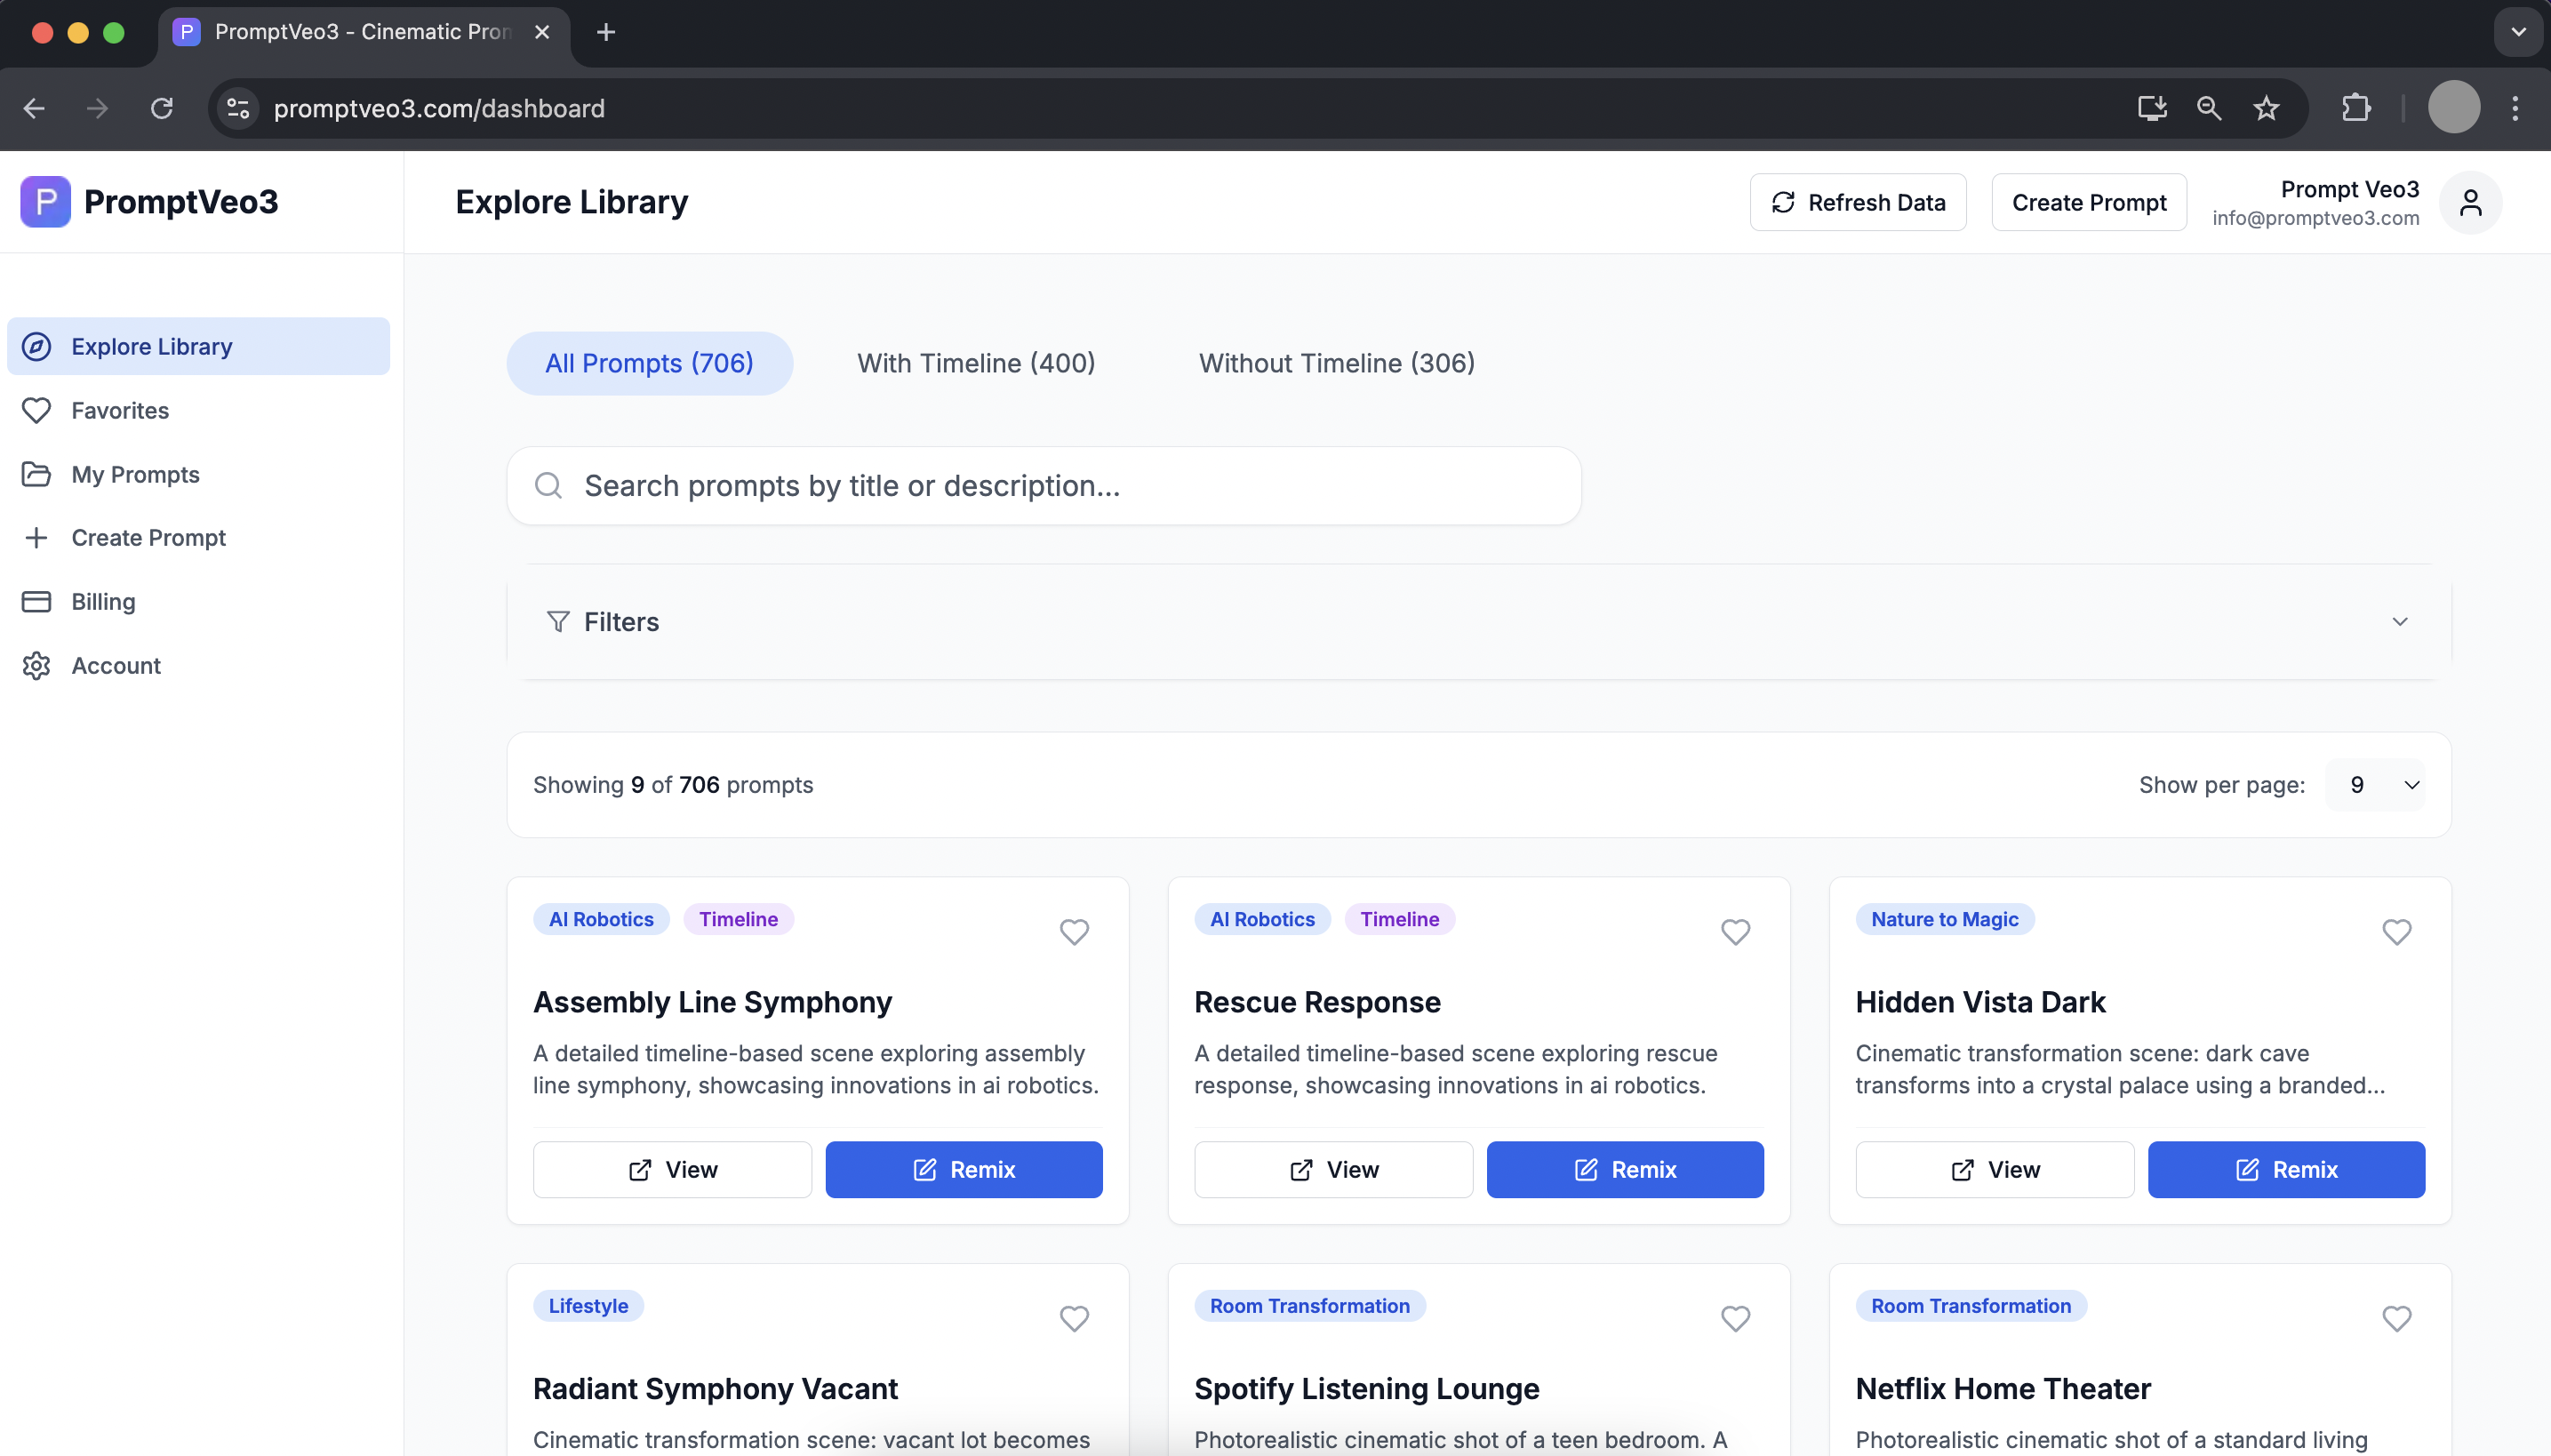 P PromptVeo3 - Cinematic Pro
promptveo3.com/dashboard
P PromptVeo3
Explore Library
Refresh Data
Create Prompt
Prompt Veo3
info@promptveo3.com
Explore Library
Favorites
My Prompts
Create Prompt
Billing
Account
All Prompts (706)
With Timeline (400)
Without Timeline (306)
Search prompts by title or description...
Filters
Showing 9 of 706 prompts
Show per page: 9
AI Robotics Timeline
Assembly Line Symphony
A detailed timeline-based scene exploring assembly
line symphony, showcasing innovations in ai robotics.
View Remix
AI Robotics Timeline
Rescue Response
A detailed timeline-based scene exploring rescue
response, showcasing innovations in ai robotics.
View Remix
Nature to Magic
Hidden Vista Dark
Cinematic transformation scene: dark cave
transforms into a crystal palace using a branded...
View Remix
Lifestyle
Radiant Symphony Vacant
Cinematic transformation scene: vacant lot becomes
Room Transformation
Spotify Listening Lounge
Photorealistic cinematic shot of a teen bedroom. A
Room Transformation
Netflix Home Theater
Photorealistic cinematic shot of a standard living